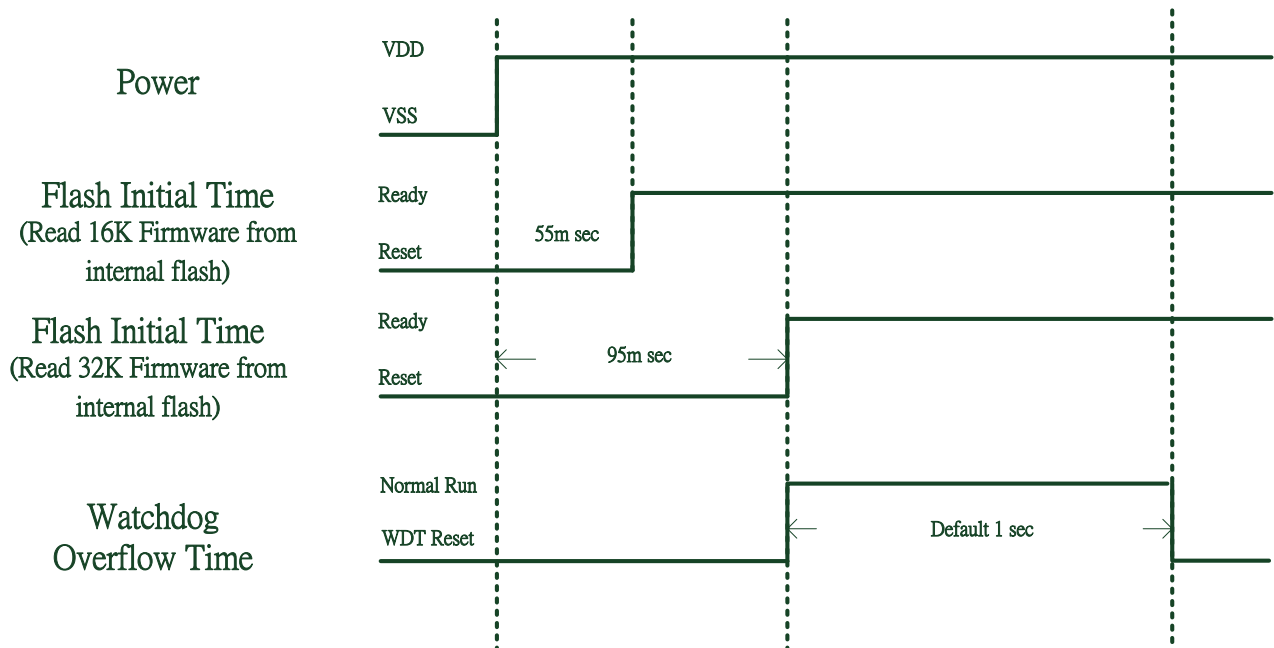 VDD
Power
VSS
Flash Initial Time
(Read 16K Firmware from
internal flash)
Ready
55m sec
Reset
Flash Initial Time
(Read 32K Firmware from
internal flash)
Ready
95m sec
Reset
Normal Run
Watchdog
Overflow Time
WDT Reset
Default 1 sec